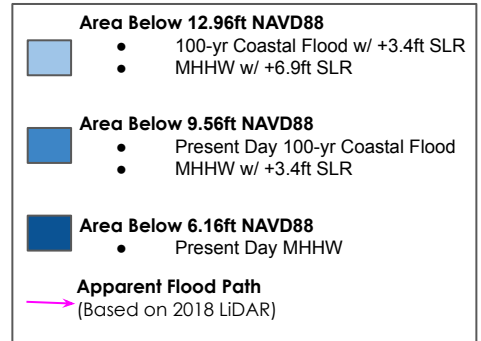 Area Below 12.96ft NAVD88
● 100-yr Coastal Flood w/ +3.4ft SLR
● MHHW w/ +6.9ft SLR
Area Below 9.56ft NAVD88
● Present Day 100-yr Coastal Flood
● MHHW w/ +3.4ft SLR
Area Below 6.16ft NAVD88
● Present Day MHHW
Apparent Flood Path
(Based on 2018 LiDAR)